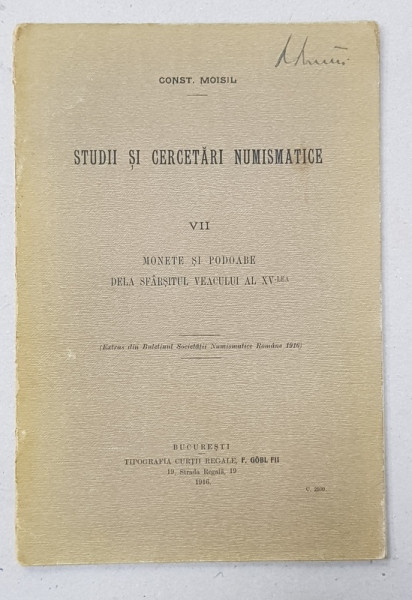 CONST. MOISIL
STUDII ȘI CERCETĂRI NUMISMATICE
VII
MONETE ȘI PODOABE
DELA SFÂRȘITUL VEACULUI AL XV-LEA
(Extras din Buletinul Societății Numismatice Române 1916)
BUCUREȘTI
TIPOGRAFIA CURȚII REGALE, F. GÖBL FII
19, Strada Regală, 19
1916.